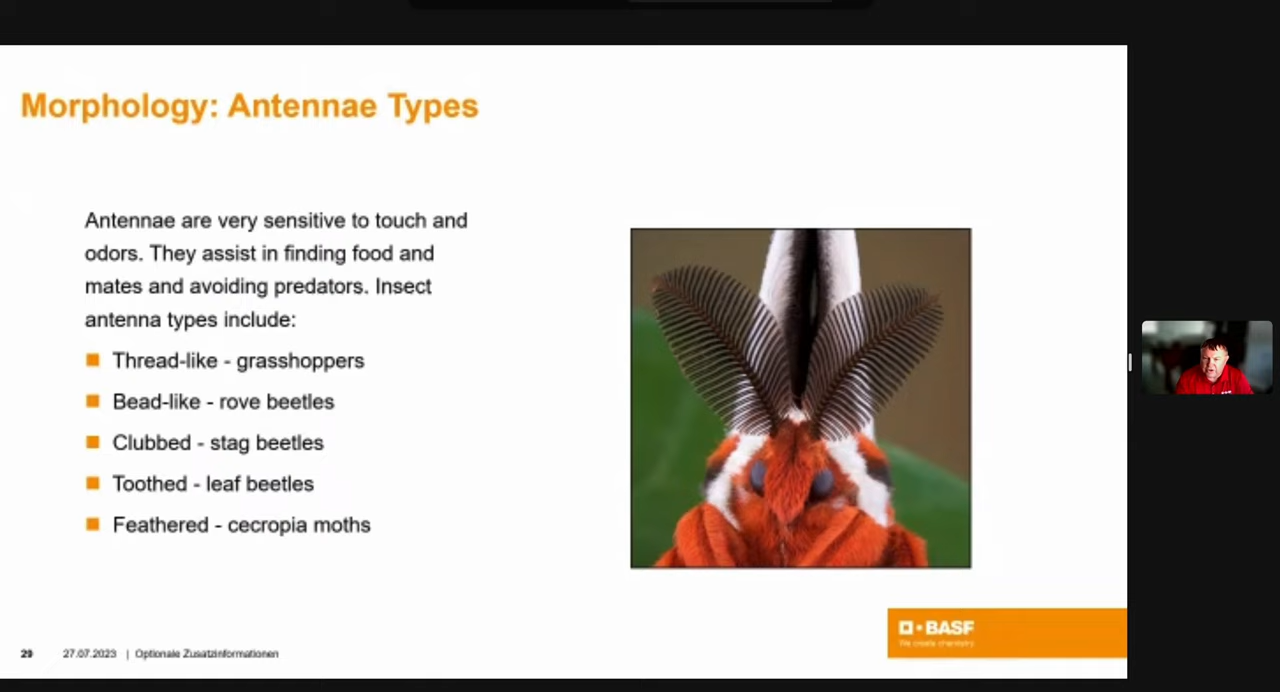 Morphology: Antennae Types
Antennae are very sensitive to touch and
odors. They assist in finding food and
mates and avoiding predators. Insect
antenna types include:
Thread-like - grasshoppers
Bead-like - rove beetles
Clubbed - stag beetles
Toothed - leaf beetles
Feathered - cecropia moths
BASF
We create chemistry
29 27.07.2023 | Optionale Zusatzinformationen